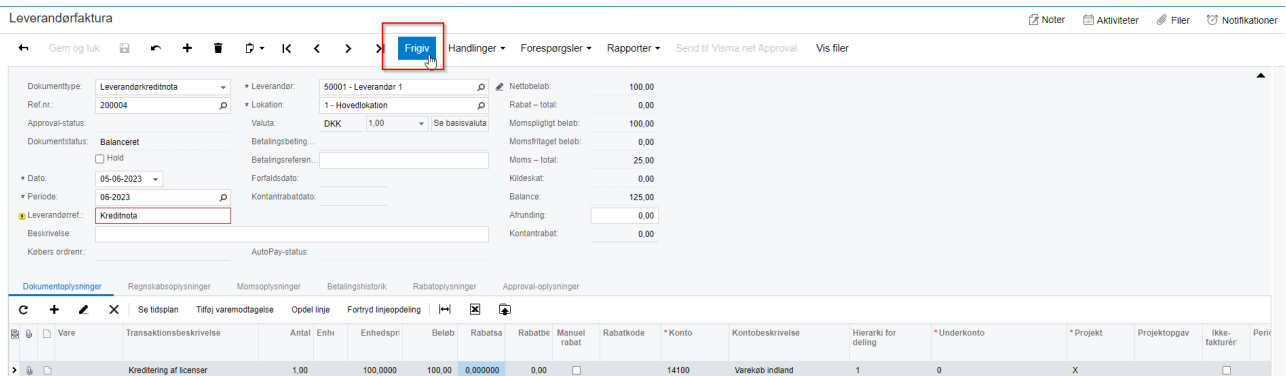 Leverandørfaktura
Noter Aktiviteter Filer Notifikationer
Gem og luk Frigiv Handlinger Forespørgsler Rapporter Send til Visma.net Approval Vis filer
Dokumenttype: Leverandørkreditnota * Leverandør: 50001 - Leverandør 1 Nettobeløb: 100,00
Ref.nr.: 200004 * Lokation: 1 - Hovedlokation Rabat – total: 0,00
Approval-status: Valuta: DKK 1,00 Se basisvaluta Momspligtigt beløb: 100,00
Dokumentstatus: Balanceret Betalingsbeting... Momsfritaget beløb: 0,00
Hold Betalingsreferen... Moms – total: 25,00
* Dato: 05-06-2023 Forfaldsdato: Kildeskat: 0,00
* Periode: 06-2023 Kontantrabatdato: Balance: 125,00
Leverandørref.: Kreditnota Afrunding: 0,00
Beskrivelse: Kontantrabat: 0,00
Købers ordrenr.: AutoPay-status:
Dokumentoplysninger Regnskabsoplysninger Momsoplysninger Betalingshistorik Rabatoplysninger Approval-oplysninger
Se tidsplan Tilføj varemodtagelse Opdel linje Fortryd linjeopdeling
Vare Transaktionsbeskrivelse Antal Enhe Enhedspri Beløb Rabatsa Rabatbe Manuel rabat Rabatkode * Konto Kontobeskrivelse Hierarki for deling * Underkonto * Projekt Projektopgav Ikke-fakturér Peric
Kreditering af licenser 1,00 100,0000 100,00 0,000000 0,00 14100 Varekøb indland 1 0 X